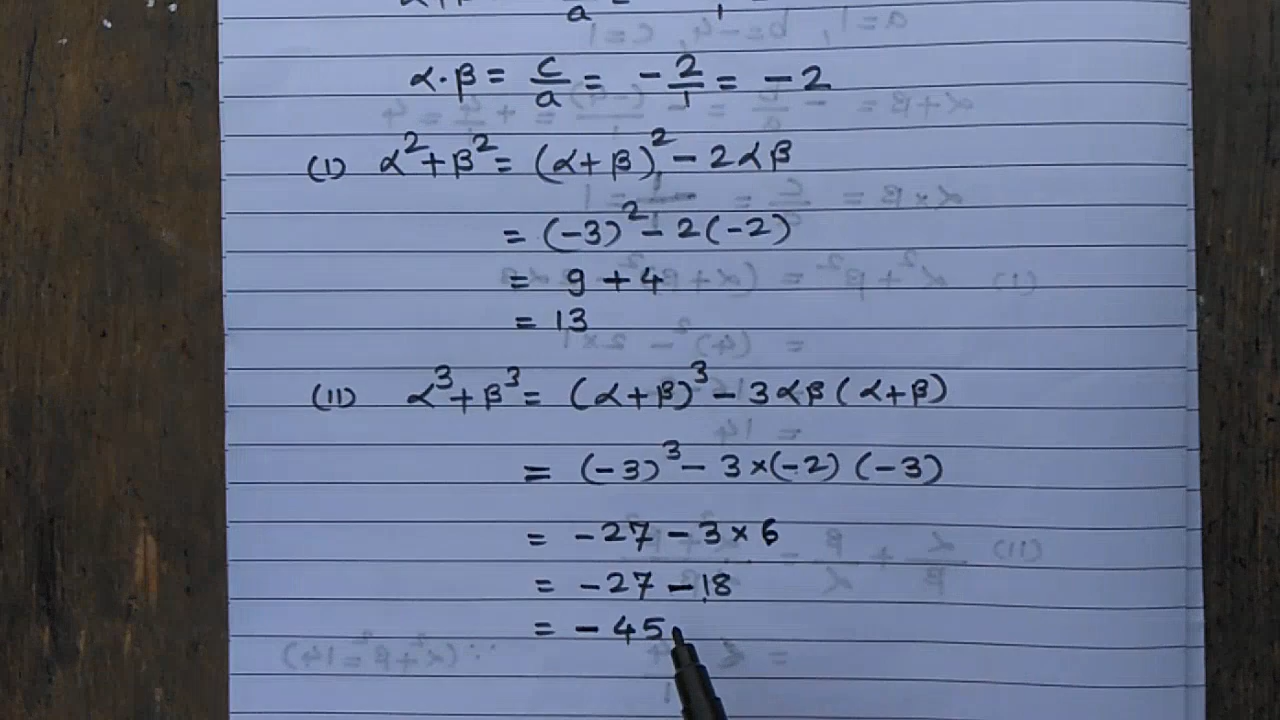 α·β = c/a = -2/1 = -2
(I) α² + β² = (α+β)² - 2αβ
= (-3)² - 2(-2)
= 9 + 4
= 13
(II) α³ + β³ = (α+β)³ - 3αβ(α+β)
= (-3)³ - 3×(-2)(-3)
= -27 - 3×6
= -27 - 18
= -45